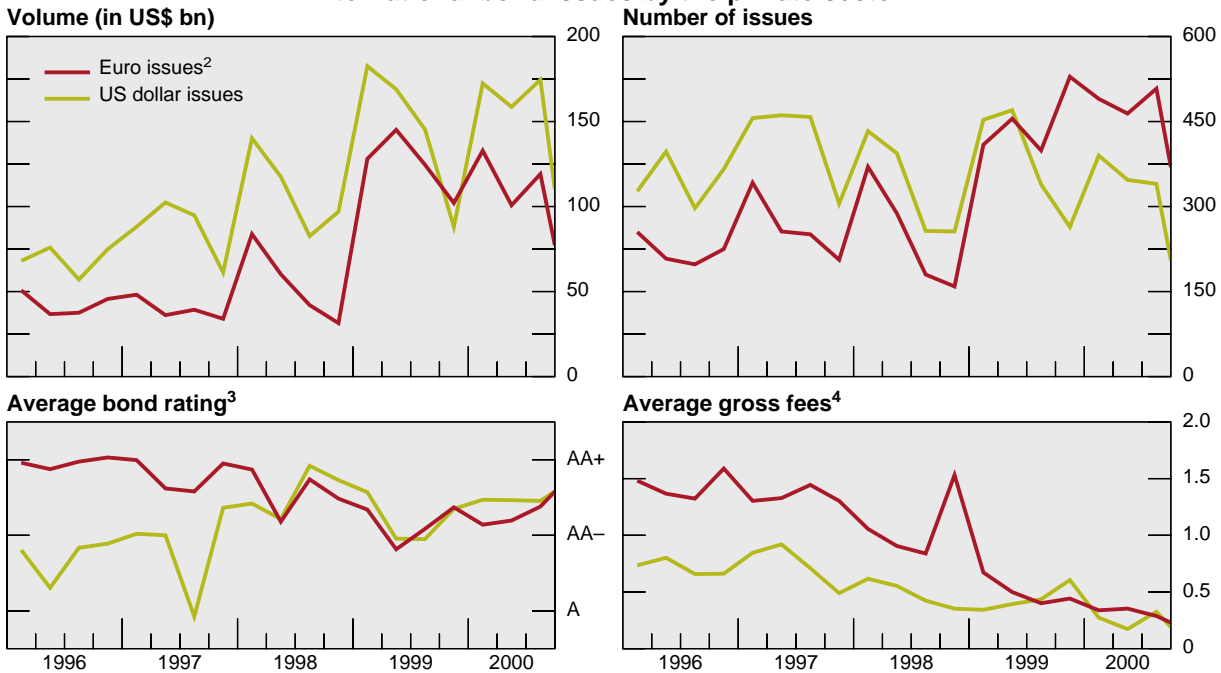 Volume (in US$ bn)
Number of issues
Euro issues2
US dollar issues
200
150
100
50
0
600
450
300
150
0
Average bond rating3
Average gross fees4
AA+
AA–
A
2.0
1.5
1.0
0.5
0
1996 1997 1998 1999 2000
1996 1997 1998 1999 2000